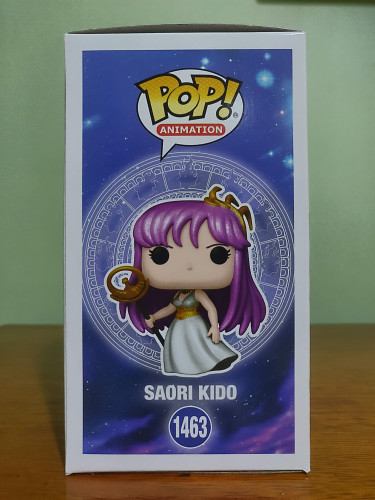 POP!
ANIMATION
SAORI KIDO
1463